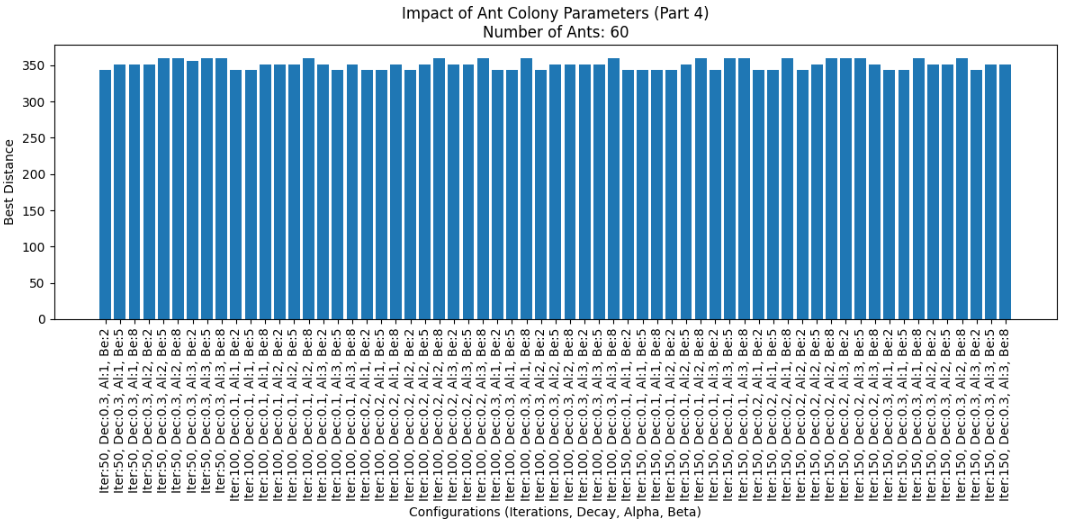 Impact of Ant Colony Parameters (Part 4)
Number of Ants: 60
Best Distance
350
300
250
200
150
100
50
0
Iter:50, Dec:0.3, Al:1, Be:2
Iter:50, Dec:0.3, Al:1, Be:5
Iter:50, Dec:0.3, Al:1, Be:8
Iter:50, Dec:0.3, Al:2, Be:2
Iter:50, Dec:0.3, Al:2, Be:5
Iter:50, Dec:0.3, Al:2, Be:8
Iter:50, Dec:0.3, Al:3, Be:2
Iter:50, Dec:0.3, Al:3, Be:5
Iter:50, Dec:0.3, Al:3, Be:8
Iter:100, Dec:0.1, Al:1, Be:2
Iter:100, Dec:0.1, Al:1, Be:5
Iter:100, Dec:0.1, Al:1, Be:8
Iter:100, Dec:0.1, Al:2, Be:2
Iter:100, Dec:0.1, Al:2, Be:5
Iter:100, Dec:0.1, Al:2, Be:8
Iter:100, Dec:0.1, Al:3, Be:2
Iter:100, Dec:0.1, Al:3, Be:5
Iter:100, Dec:0.1, Al:3, Be:8
Iter:100, Dec:0.2, Al:1, Be:2
Iter:100, Dec:0.2, Al:1, Be:5
Iter:100, Dec:0.2, Al:1, Be:8
Iter:100, Dec:0.2, Al:2, Be:2
Iter:100, Dec:0.2, Al:2, Be:5
Iter:100, Dec:0.2, Al:2, Be:8
Iter:100, Dec:0.2, Al:3, Be:2
Iter:100, Dec:0.2, Al:3, Be:5
Iter:100, Dec:0.2, Al:3, Be:8
Iter:100, Dec:0.3, Al:1, Be:2
Iter:100, Dec:0.3, Al:1, Be:5
Iter:100, Dec:0.3, Al:1, Be:8
Iter:100, Dec:0.3, Al:2, Be:2
Iter:100, Dec:0.3, Al:2, Be:5
Iter:100, Dec:0.3, Al:2, Be:8
Iter:100, Dec:0.3, Al:3, Be:2
Iter:100, Dec:0.3, Al:3, Be:5
Iter:100, Dec:0.3, Al:3, Be:8
Iter:150, Dec:0.1, Al:1, Be:2
Iter:150, Dec:0.1, Al:1, Be:5
Iter:150, Dec:0.1, Al:1, Be:8
Iter:150, Dec:0.1, Al:2, Be:2
Iter:150, Dec:0.1, Al:2, Be:5
Iter:150, Dec:0.1, Al:2, Be:8
Iter:150, Dec:0.1, Al:3, Be:2
Iter:150, Dec:0.1, Al:3, Be:5
Iter:150, Dec:0.1, Al:3, Be:8
Iter:150, Dec:0.2, Al:1, Be:2
Iter:150, Dec:0.2, Al:1, Be:5
Iter:150, Dec:0.2, Al:1, Be:8
Iter:150, Dec:0.2, Al:2, Be:2
Iter:150, Dec:0.2, Al:2, Be:5
Iter:150, Dec:0.2, Al:2, Be:8
Iter:150, Dec:0.2, Al:3, Be:2
Iter:150, Dec:0.2, Al:3, Be:5
Iter:150, Dec:0.2, Al:3, Be:8
Iter:150, Dec:0.3, Al:1, Be:2
Iter:150, Dec:0.3, Al:1, Be:5
Iter:150, Dec:0.3, Al:1, Be:8
Iter:150, Dec:0.3, Al:2, Be:2
Iter:150, Dec:0.3, Al:2, Be:5
Iter:150, Dec:0.3, Al:2, Be:8
Iter:150, Dec:0.3, Al:3, Be:2
Iter:150, Dec:0.3, Al:3, Be:5
Iter:150, Dec:0.3, Al:3, Be:8
Configurations (Iterations, Decay, Alpha, Beta)